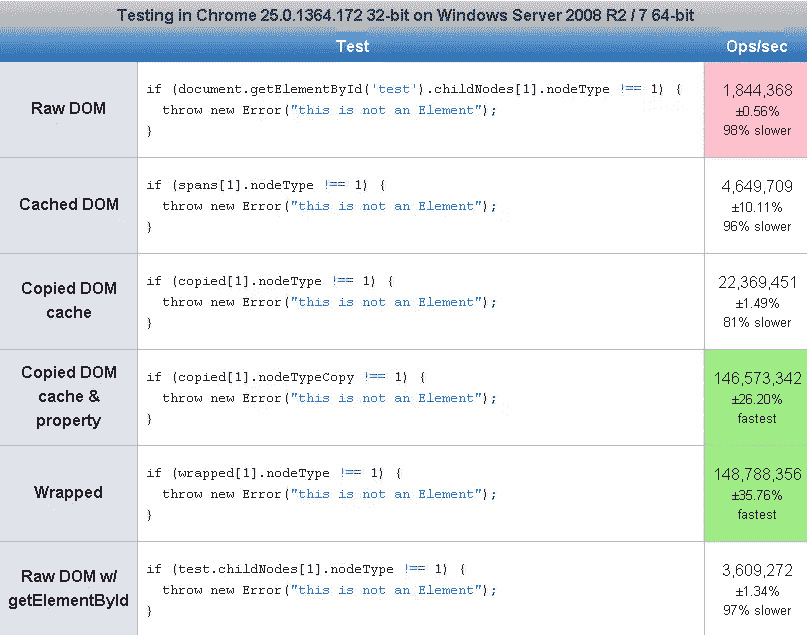 Testing in Chrome 25.0.1364.172 32-bit on Windows Server 2008 R2 / 7 64-bit
Test Ops/sec
Raw DOM
if (document.getElementById('test').childNodes[1].nodeType !== 1) {
throw new Error("this is not an Element");
}
1,844,368
±0.56%
98% slower
Cached DOM
if (spans[1].nodeType !== 1) {
throw new Error("this is not an Element");
}
4,649,709
±10.11%
96% slower
Copied DOM
cache
if (copied[1].nodeType !== 1) {
throw new Error("this is not an Element");
}
22,369,451
±1.49%
81% slower
Copied DOM
cache &
property
if (copied[1].nodeTypeCopy !== 1) {
throw new Error("this is not an Element");
}
146,573,342
±26.20%
fastest
Wrapped
if (wrapped[1].nodeType !== 1) {
throw new Error("this is not an Element");
}
148,788,356
±35.76%
fastest
Raw DOM w/
getElementById
if (test.childNodes[1].nodeType !== 1) {
throw new Error("this is not an Element");
}
3,609,272
±1.34%
97% slower